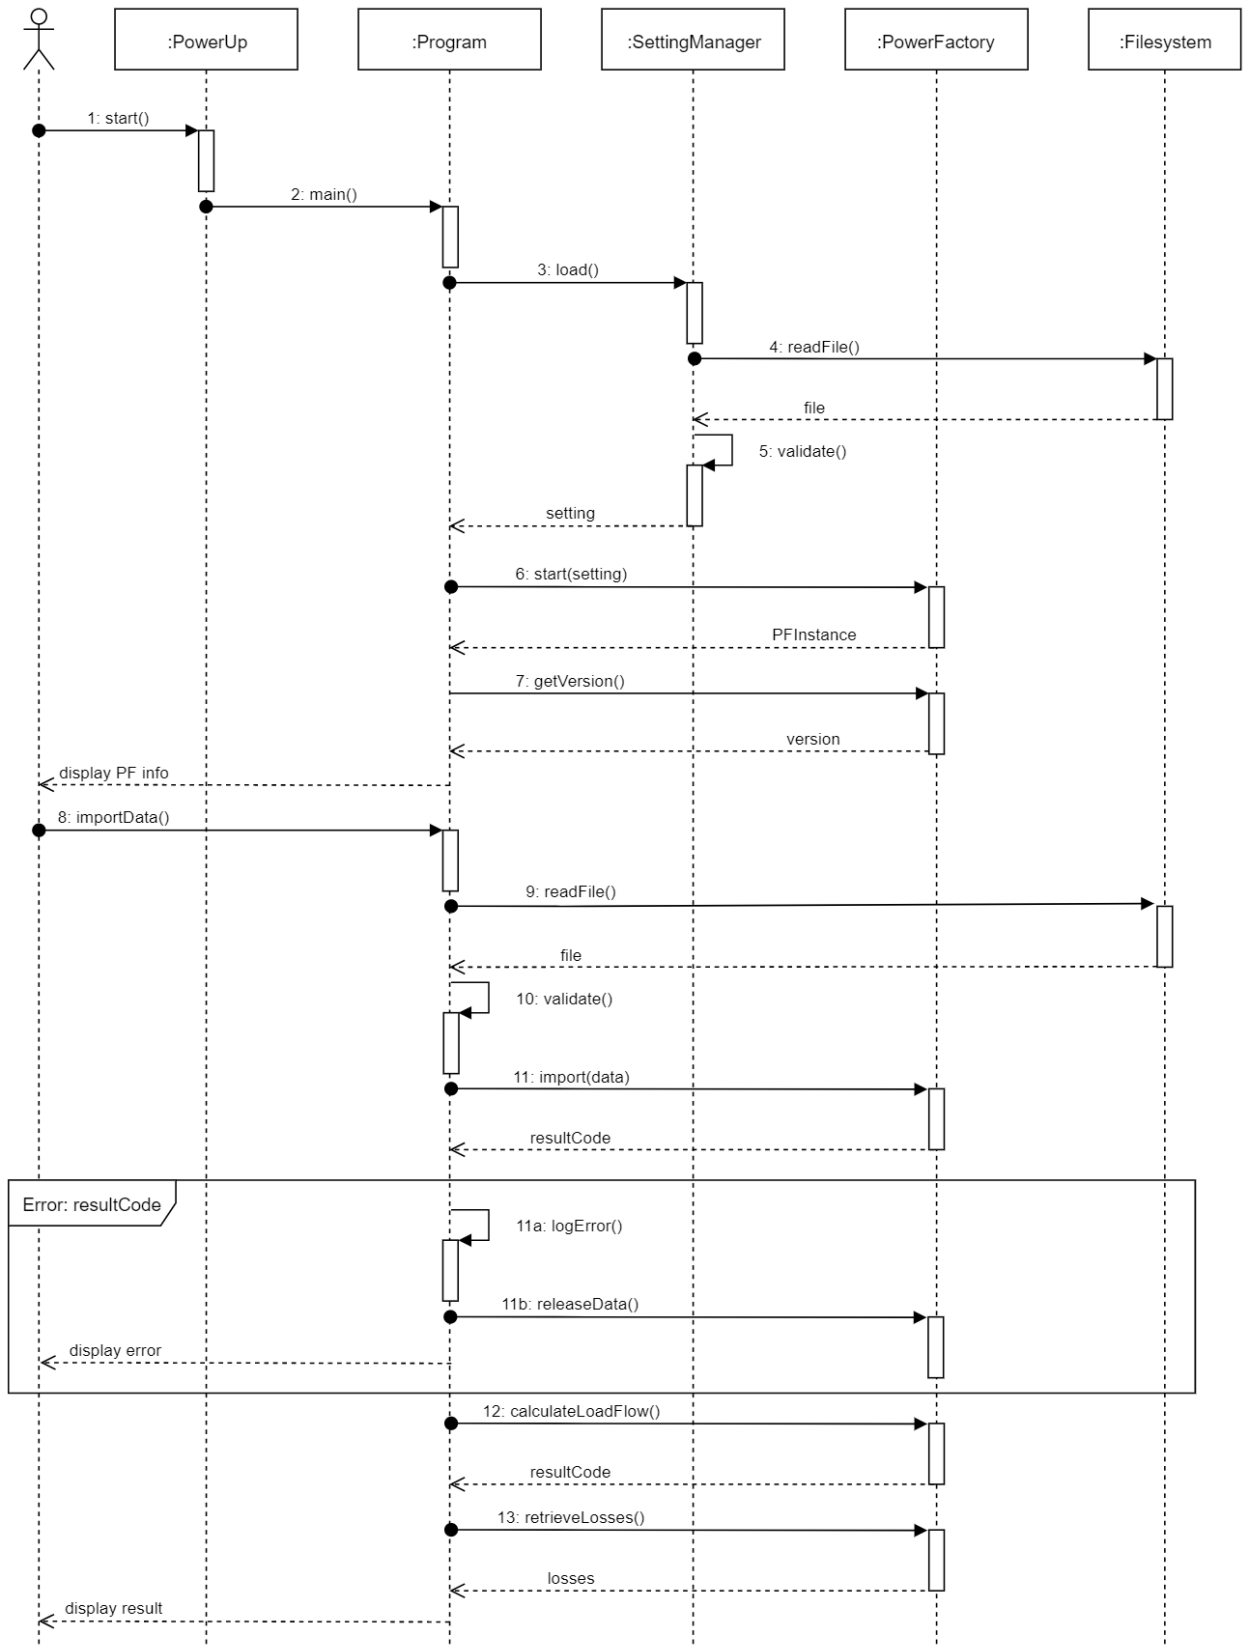 :PowerUp
:Program
:SettingManager
:PowerFactory
:Filesystem
1: start()
2: main()
3: load()
4: readFile()
file
5: validate()
setting
6: start(setting)
PFInstance
7: getVersion()
version
display PF info
8: importData()
9: readFile()
file
10: validate()
11: import(data)
resultCode
Error: resultCode
11a: logError()
11b: releaseData()
display error
12: calculateLoadFlow()
resultCode
13: retrieveLosses()
losses
display result